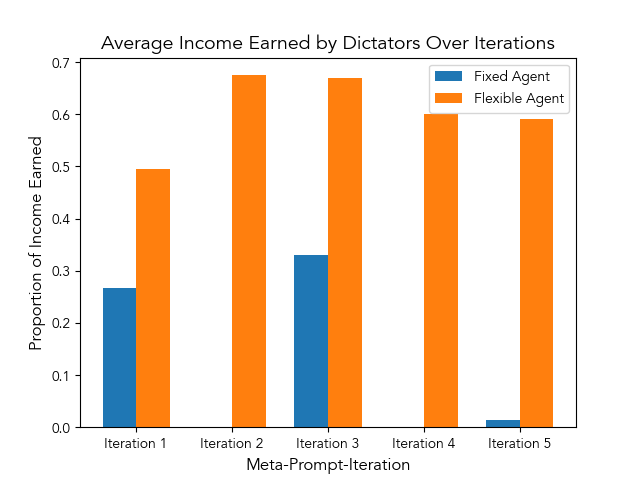 Average Income Earned by Dictators Over Iterations
Fixed Agent
Flexible Agent
Proportion of Income Earned
0.7
0.6
0.5
0.4
0.3
0.2
0.1
0.0
Iteration 1
Iteration 2
Iteration 3
Iteration 4
Iteration 5
Meta-Prompt-Iteration